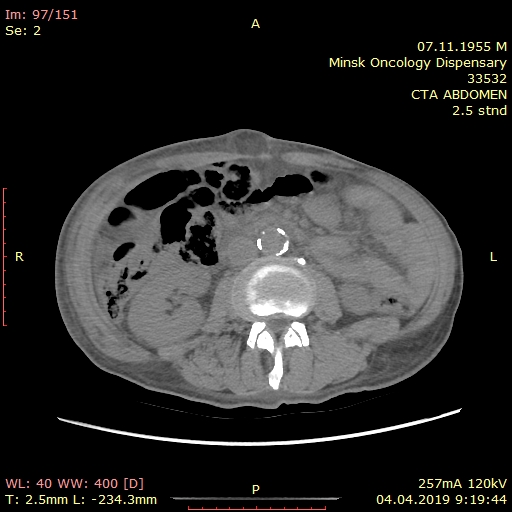 Im: 97/151
Se: 2
A
07.11.1955 M
Minsk Oncology Dispensary
33532
CTA ABDOMEN
2.5 stnd
R
L
WL: 40 WW: 400 [D]
T: 2.5mm L: -234.3mm
P
257mA 120kV
04.04.2019 9:19:44